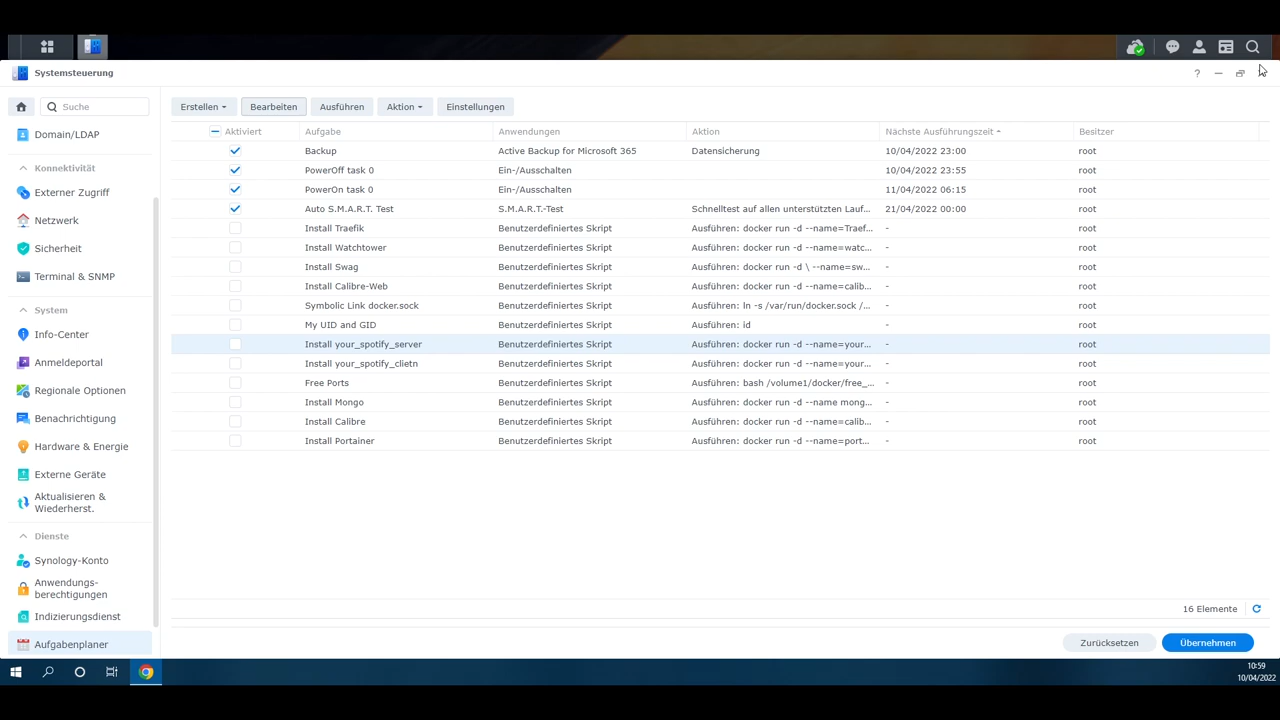 Systemsteuerung
?
Suche
Erstellen
Bearbeiten
Ausführen
Aktion
Einstellungen
Domain/LDAP
Konnektivität
Externer Zugriff
Netzwerk
Sicherheit
Terminal & SNMP
System
Info-Center
Anmeldeportal
Regionale Optionen
Benachrichtigung
Hardware & Energie
Externe Geräte
Aktualisieren &
Wiederherst.
Dienste
Synology-Konto
Anwendungs-
berechtigungen
Indizierungsdienst
Aufgabenplaner
Aktiviert Aufgabe Anwendungen Aktion Nächste Ausführungszeit Besitzer
Backup Active Backup for Microsoft 365 Datensicherung 10/04/2022 23:00 root
PowerOff task 0 Ein-/Ausschalten 10/04/2022 23:55 root
PowerOn task 0 Ein-/Ausschalten 11/04/2022 06:15 root
Auto S.M.A.R.T. Test S.M.A.R.T.-Test Schnelltest auf allen unterstützten Lauf... 21/04/2022 00:00 root
Install Traefik Benutzerdefiniertes Skript Ausführen: docker run -d --name=Traef... - root
Install Watchtower Benutzerdefiniertes Skript Ausführen: docker run -d --name=watc... - root
Install Swag Benutzerdefiniertes Skript Ausführen: docker run -d \ --name=sw... - root
Install Calibre-Web Benutzerdefiniertes Skript Ausführen: docker run -d --name=calib... - root
Symbolic Link docker.sock Benutzerdefiniertes Skript Ausführen: ln -s /var/run/docker.sock /... - root
My UID and GID Benutzerdefiniertes Skript Ausführen: id - root
Install your_spotify_server Benutzerdefiniertes Skript Ausführen: docker run -d --name=your... - root
Install your_spotify_clietn Benutzerdefiniertes Skript Ausführen: docker run -d --name=your... - root
Free Ports Benutzerdefiniertes Skript Ausführen: bash /volume1/docker/free_... - root
Install Mongo Benutzerdefiniertes Skript Ausführen: docker run -d --name mong... - root
Install Calibre Benutzerdefiniertes Skript Ausführen: docker run -d --name=calib... - root
Install Portainer Benutzerdefiniertes Skript Ausführen: docker run -d --name=port... - root
16 Elemente
Zurücksetzen
Übernehmen
10:59
10/04/2022